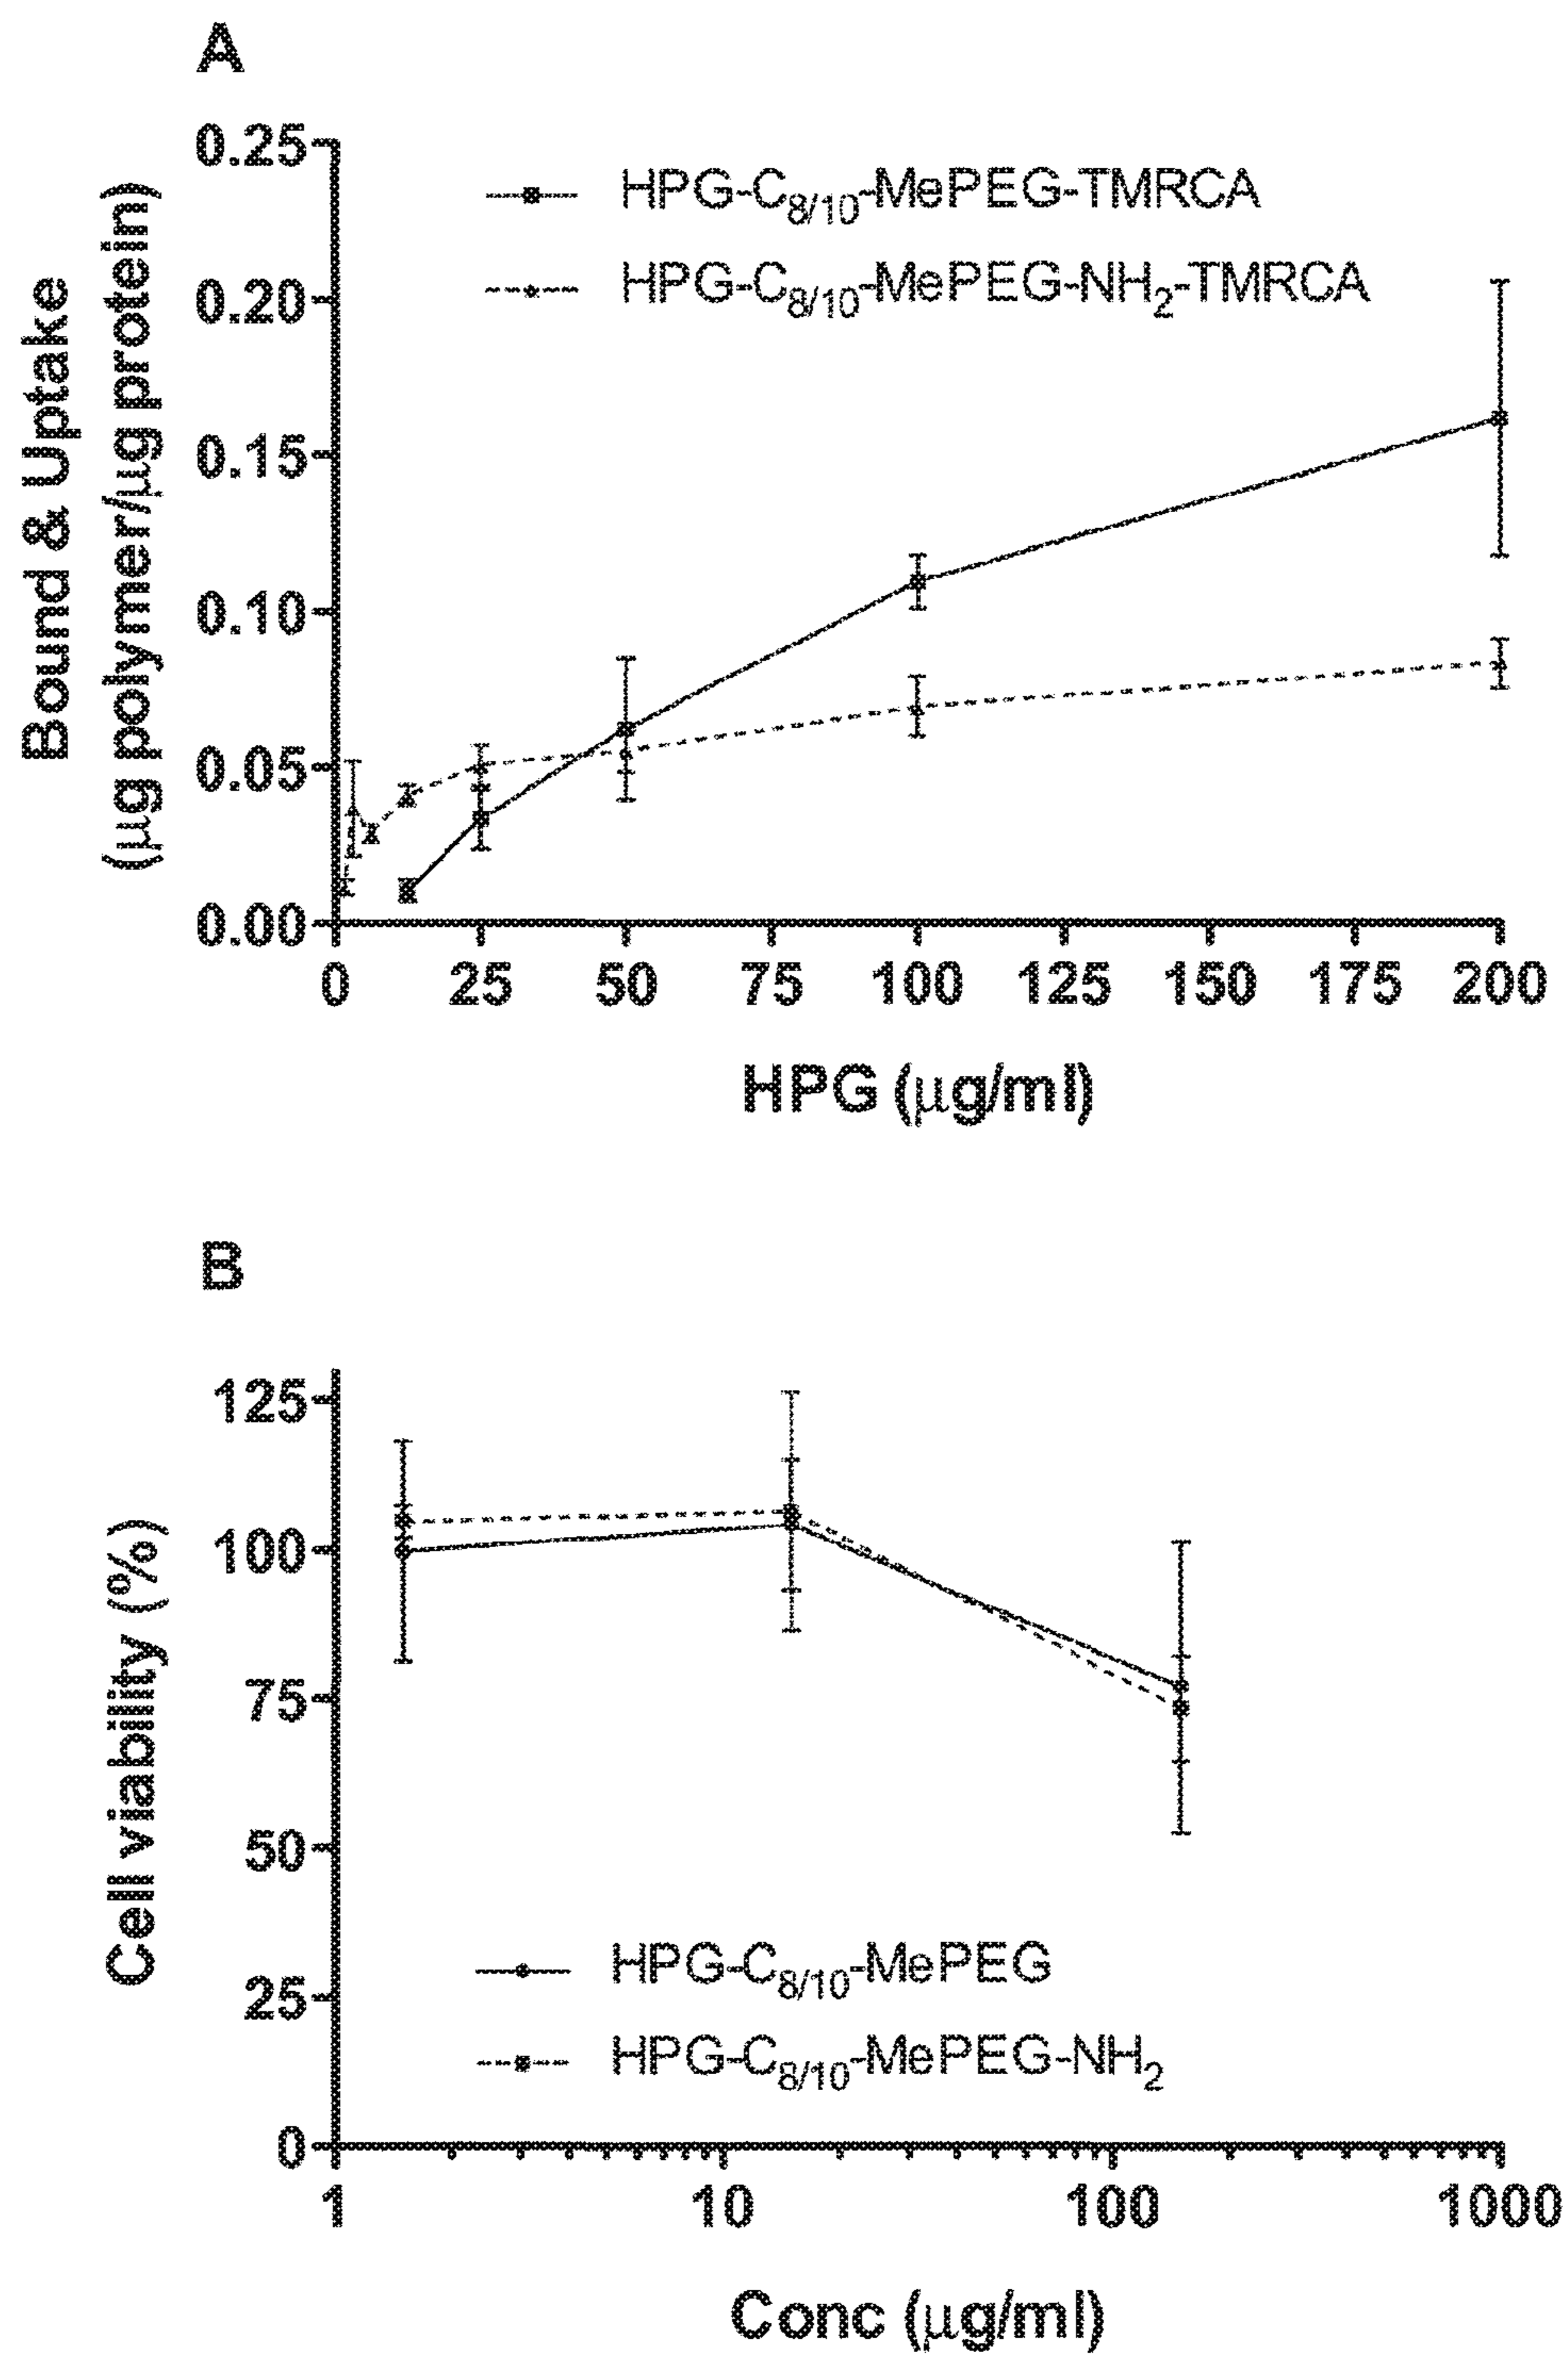 A
Bound & Uptake
(μg polymer/μg protein)
0.25
0.20
0.15
0.10
0.05
0.00
HPG-C8/10-MePEG-TMRCA
HPG-C8/10-MePEG-NH2-TMRCA
0 25 50 75 100 125 150 175 200
HPG (μg/ml)
B
Cell viability (%)
125
100
75
50
25
0
HPG-C8/10-MePEG
HPG-C8/10-MePEG-NH2
1 10 100 1000
Conc (μg/ml)